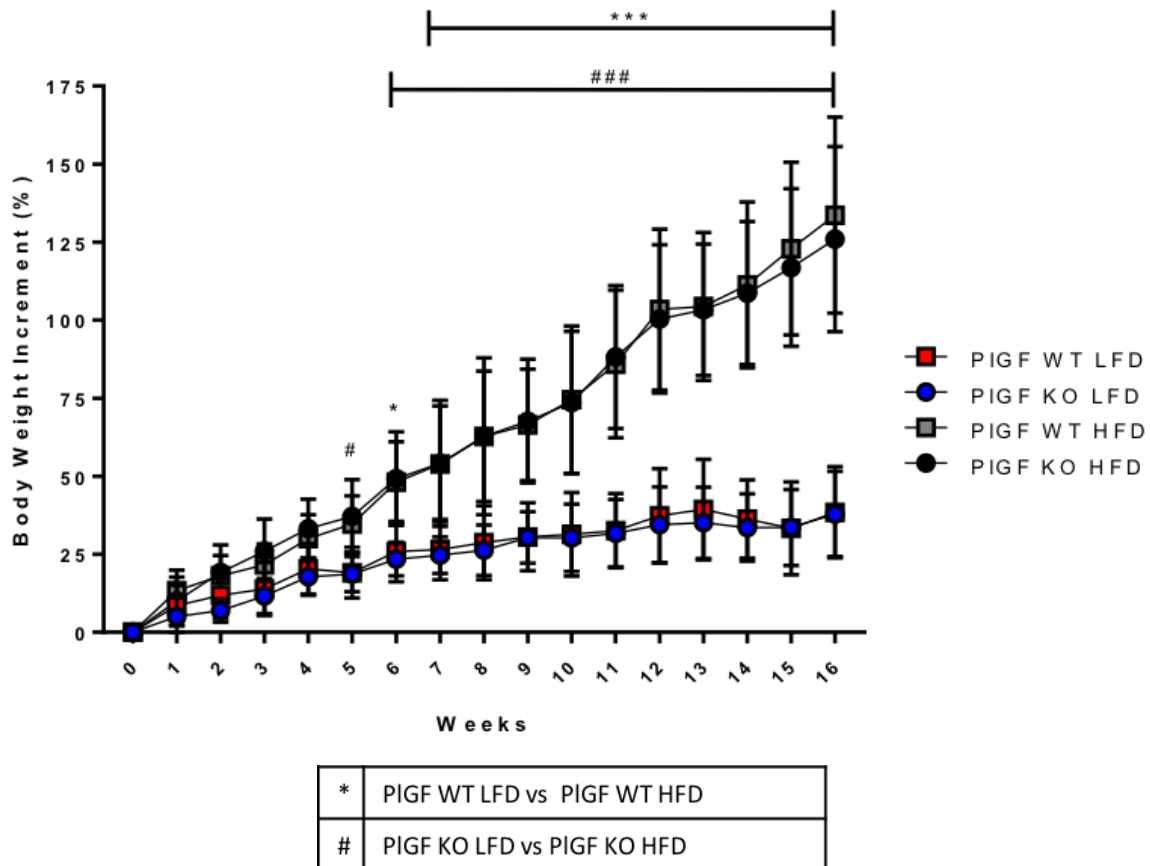 ***
###
175
150
125
100
75
50
25
0
Body Weight Increment (%)
*
#
0 1 2 3 4 5 6 7 8 9 10 11 12 13 14 15 16
Weeks
PlGF WT LFD
PlGF KO LFD
PlGF WT HFD
PlGF KO HFD
* PlGF WT LFD vs PlGF WT HFD
# PlGF KO LFD vs PlGF KO HFD